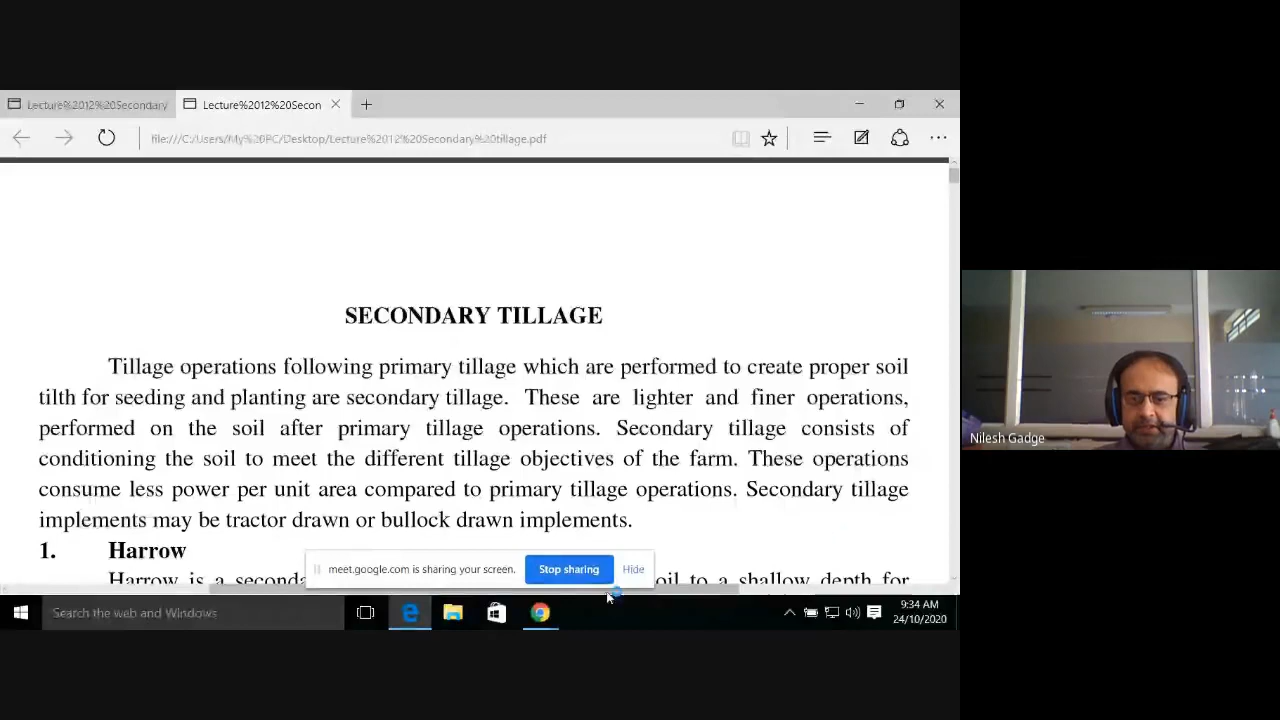 Lecture%2012%20Secondary
Lecture%2012%20Secon
file:///C:/Users/My%20PC/Desktop/Lecture%2012%20Secondary%20tillage.pdf
SECONDARY TILLAGE
Tillage operations following primary tillage which are performed to create proper soil
tilth for seeding and planting are secondary tillage. These are lighter and finer operations,
performed on the soil after primary tillage operations. Secondary tillage consists of
conditioning the soil to meet the different tillage objectives of the farm. These operations
consume less power per unit area compared to primary tillage operations. Secondary tillage
implements may be tractor drawn or bullock drawn implements.
1. Harrow
Harrow is a seconda oil to a shallow depth for
meet.google.com is sharing your screen. Stop sharing Hide
Search the web and Windows
9:34 AM
24/10/2020
Nilesh Gadge